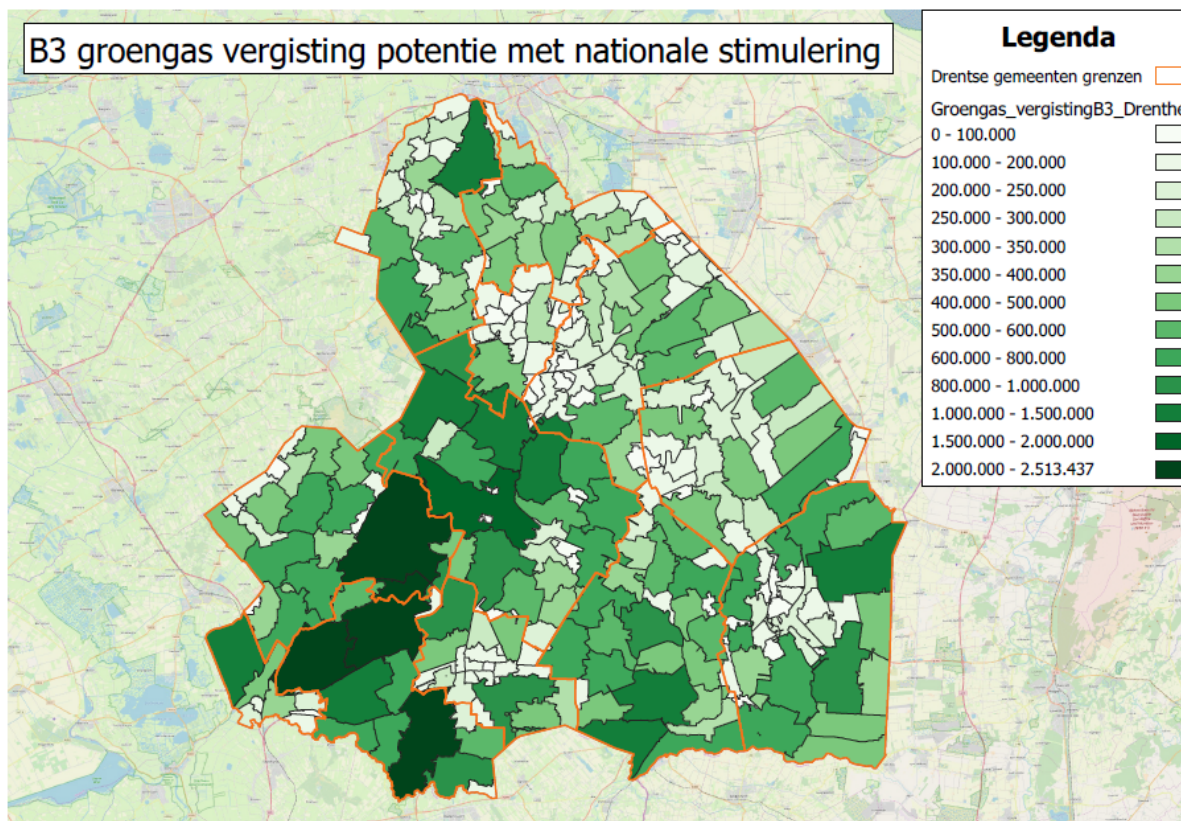 B3 groengas vergisting potentie met nationale stimulering
Legenda
Drentse gemeenten grenzen
Groengas_vergistingB3_Drenthe
0 - 100.000
100.000 - 200.000
200.000 - 250.000
250.000 - 300.000
300.000 - 350.000
350.000 - 400.000
400.000 - 500.000
500.000 - 600.000
600.000 - 800.000
800.000 - 1.000.000
1.000.000 - 1.500.000
1.500.000 - 2.000.000
2.000.000 - 2.513.437